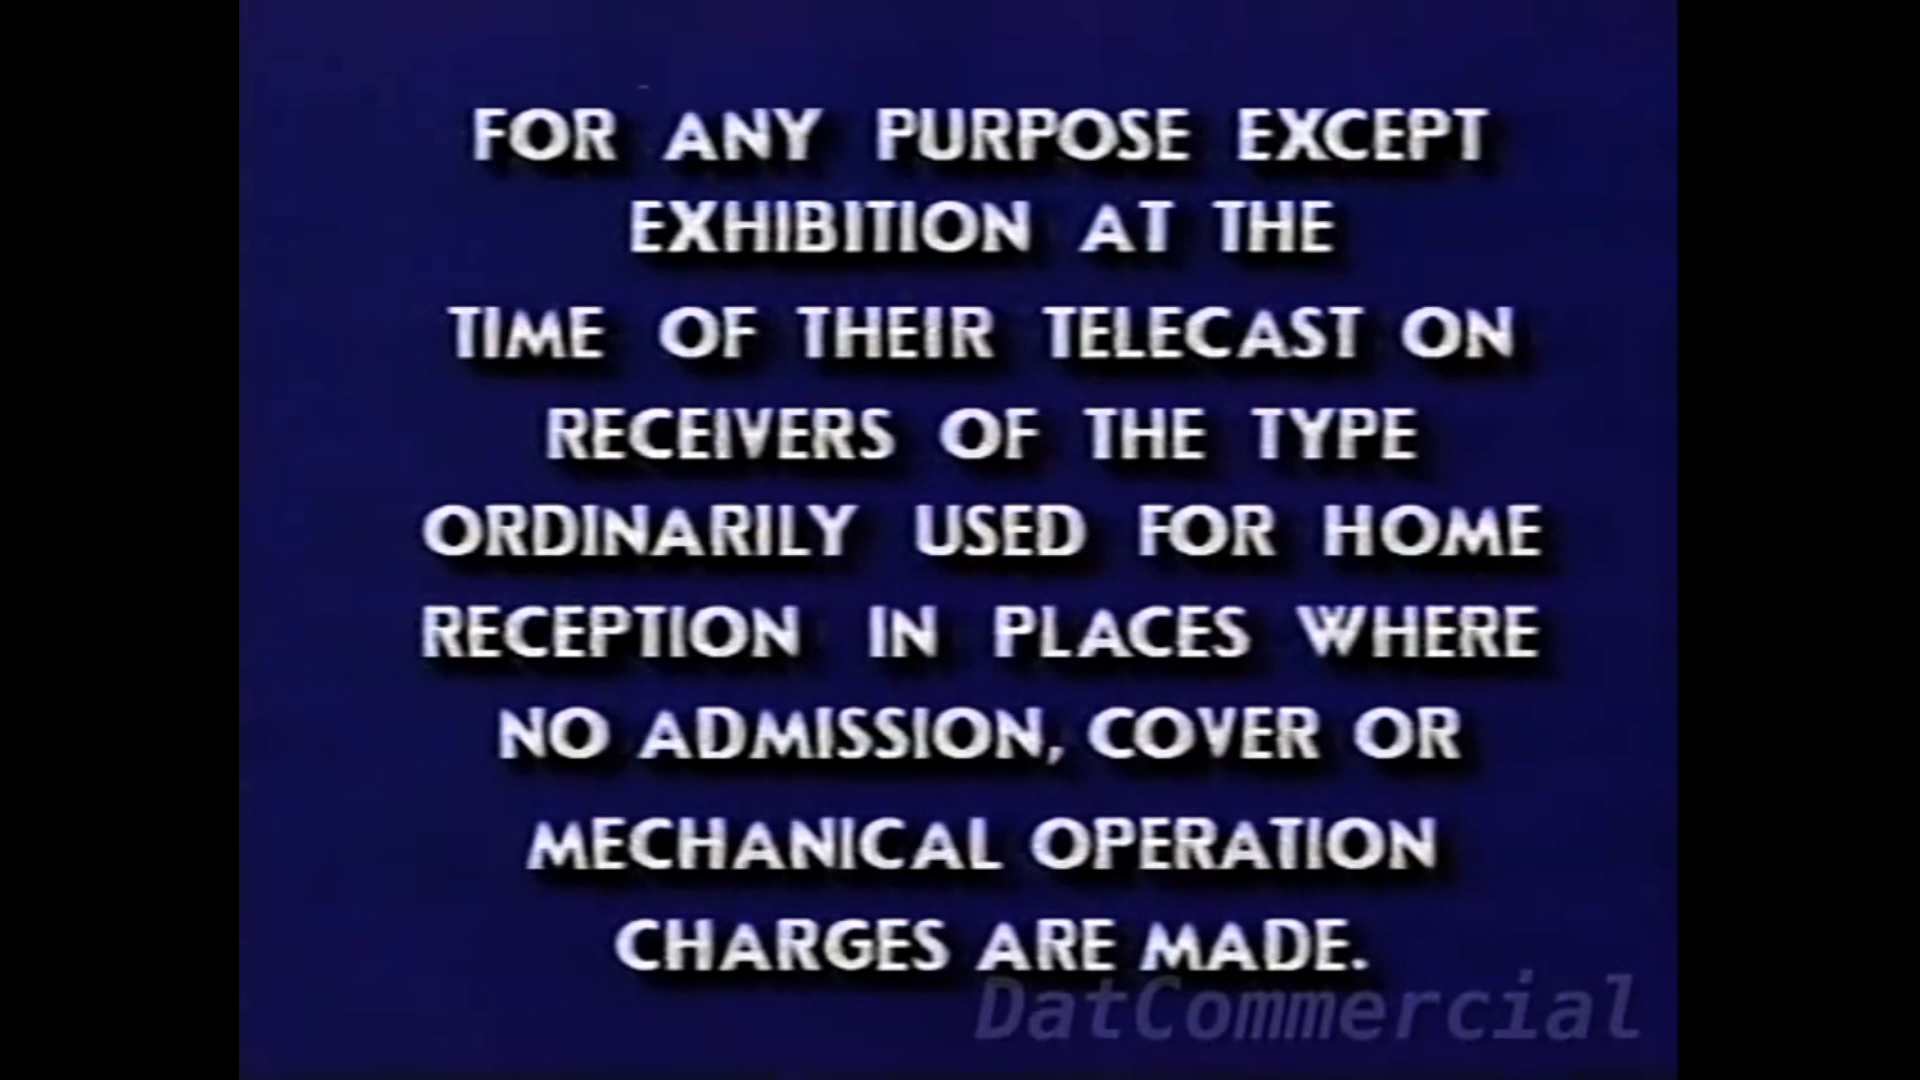 FOR ANY PURPOSE EXCEPT
EXHIBITION AT THE
TIME OF THEIR TELECAST ON
RECEIVERS OF THE TYPE
ORDINARILY USED FOR HOME
RECEPTION IN PLACES WHERE
NO ADMISSION, COVER OR
MECHANICAL OPERATION
CHARGES ARE MADE.
DatCommercial